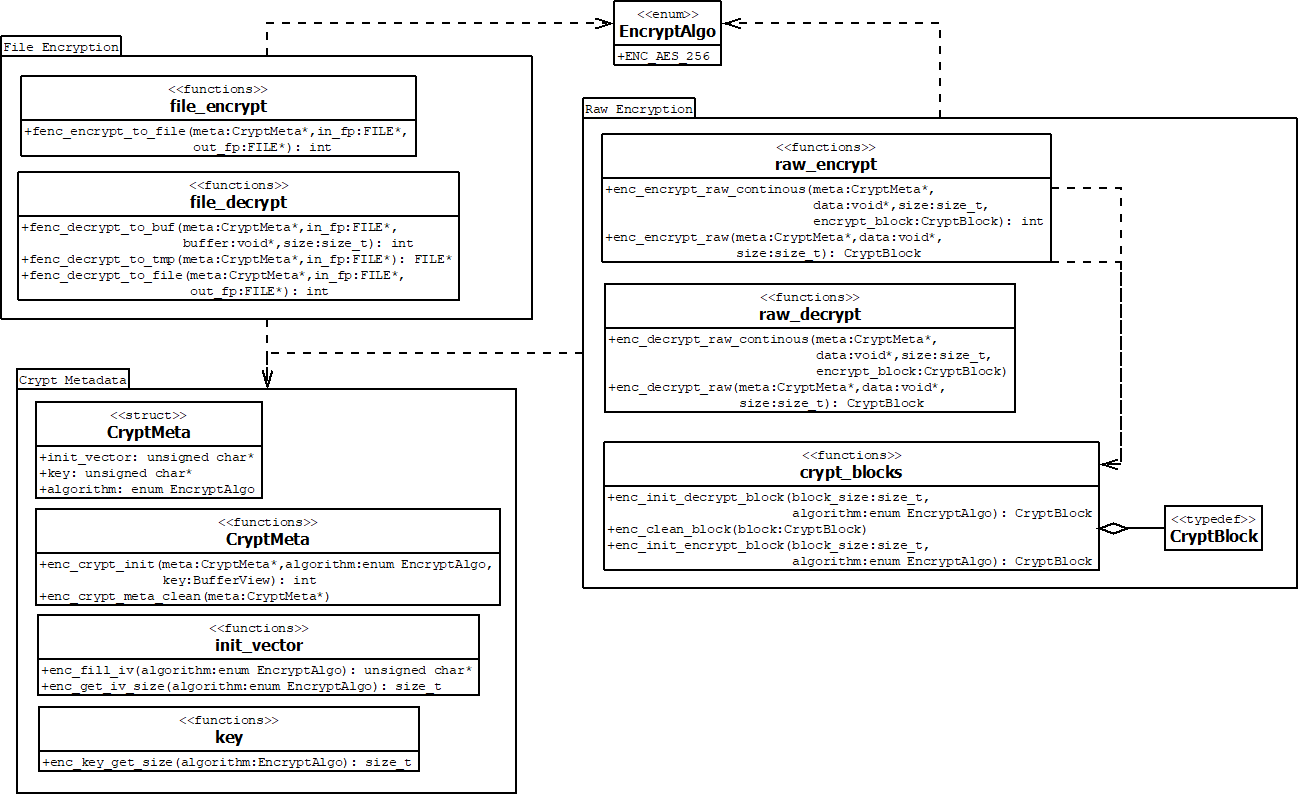 <<enum>>
EncryptAlgo
+ENC_AES_256
File Encryption
<<functions>>
file_encrypt
+fenc_encrypt_to_file(meta:CryptMeta*,in_fp:FILE*,
out_fp:FILE*): int
<<functions>>
file_decrypt
+fenc_decrypt_to_buf(meta:CryptMeta*,in_fp:FILE*,
buffer:void*,size:size_t): int
+fenc_decrypt_to_tmp(meta:CryptMeta*,in_fp:FILE*): FILE*
+fenc_decrypt_to_file(meta:CryptMeta*,in_fp:FILE*,
out_fp:FILE*): int
Raw Encryption
<<functions>>
raw_encrypt
+enc_encrypt_raw_continous(meta:CryptMeta*,
data:void*,size:size_t,
encrypt_block:CryptBlock): int
+enc_encrypt_raw(meta:CryptMeta*,data:void*,
size:size_t): CryptBlock
<<functions>>
raw_decrypt
+enc_decrypt_raw_continous(meta:CryptMeta*,
data:void*,size:size_t,
encrypt_block:CryptBlock)
+enc_decrypt_raw(meta:CryptMeta*,data:void*,
size:size_t): CryptBlock
<<functions>>
crypt_blocks
+enc_init_decrypt_block(block_size:size_t,
algorithm:enum EncryptAlgo): CryptBlock
+enc_clean_block(block:CryptBlock)
+enc_init_encrypt_block(block_size:size_t,
algorithm:enum EncryptAlgo): CryptBlock
<<typedef>>
CryptBlock
Crypt Metadata
<<struct>>
CryptMeta
+init_vector: unsigned char*
+key: unsigned char*
+algorithm: enum EncryptAlgo
<<functions>>
CryptMeta
+enc_crypt_init(meta:CryptMeta*,algorithm:enum EncryptAlgo,
key:BufferView): int
+enc_crypt_meta_clean(meta:CryptMeta*)
<<functions>>
init_vector
+enc_fill_iv(algorithm:enum EncryptAlgo): unsigned char*
+enc_get_iv_size(algorithm:enum EncryptAlgo): size_t
<<functions>>
key
+enc_key_get_size(algorithm:EncryptAlgo): size_t